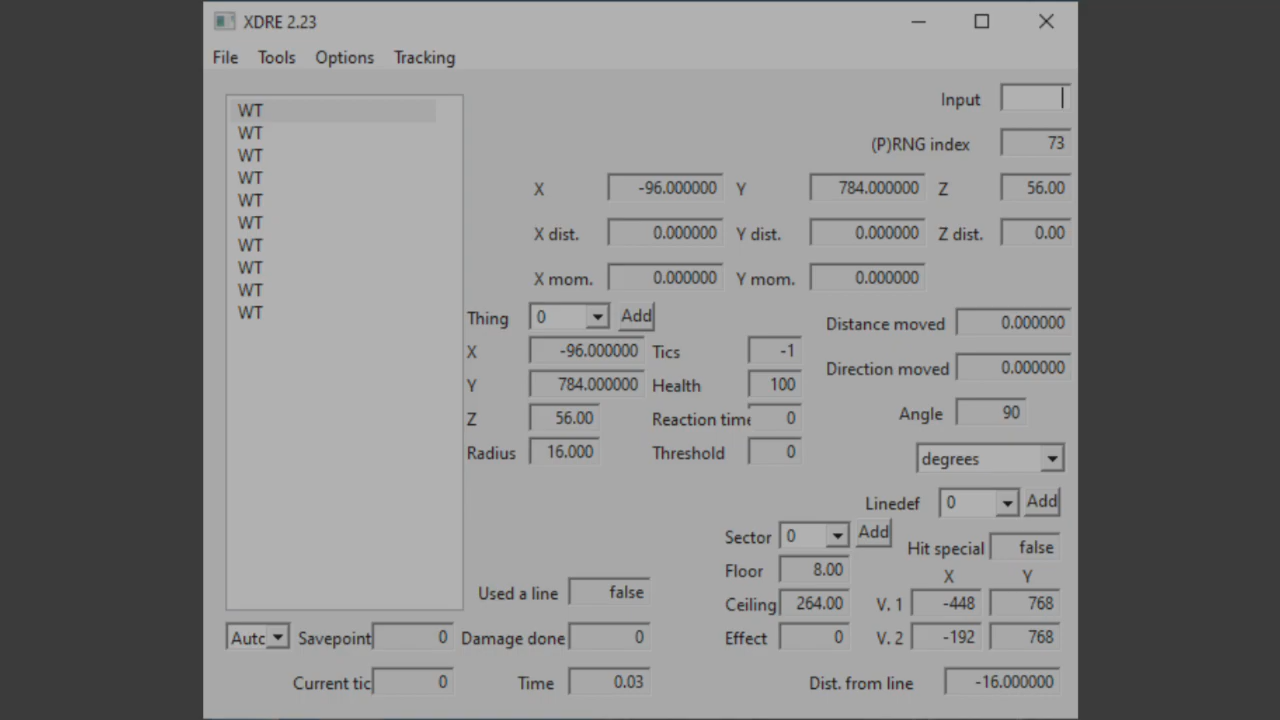 XDRE 2.23
File Tools Options Tracking
WT
WT
WT
WT
WT
WT
WT
WT
WT
WT
Input
(P)RNG index 73
X -96.000000 Y 784.000000 Z 56.00
X dist. 0.000000 Y dist. 0.000000 Z dist. 0.00
X mom. 0.000000 Y mom. 0.000000
Thing 0 Add
X -96.000000 Tics -1
Y 784.000000 Health 100
Z 56.00 Reaction time 0
Radius 16.000 Threshold 0
Distance moved 0.000000
Direction moved 0.000000
Angle 90
degrees
Linedef 0 Add
Sector 0 Add
Hit special false
Floor 8.00
X Y
Ceiling 264.00 V. 1 -448 768
Effect 0 V. 2 -192 768
Used a line false
Auto Savepoint 0 Damage done 0
Current tic 0 Time 0.03
Dist. from line -16.000000